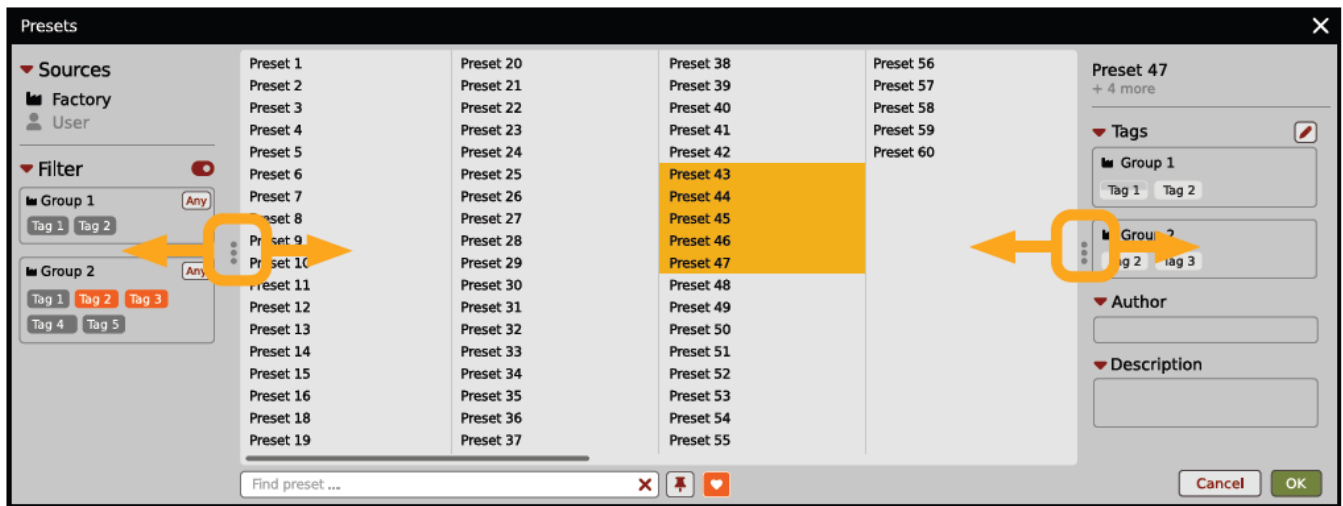 Presets
Sources
Factory
User
Filter
Group 1
Any
Tag 1 Tag 2
Group 2
Any
Tag 1 Tag 2 Tag 3
Tag 4 Tag 5
Preset 1
Preset 2
Preset 3
Preset 4
Preset 5
Preset 6
Preset 7
Preset 8
Preset 9
Preset 10
Preset 11
Preset 12
Preset 13
Preset 14
Preset 15
Preset 16
Preset 18
Preset 19
Preset 20
Preset 21
Preset 22
Preset 23
Preset 24
Preset 25
Preset 26
Preset 27
Preset 28
Preset 29
Preset 30
Preset 31
Preset 32
Preset 33
Preset 34
Preset 35
Preset 36
Preset 37
Preset 38
Preset 39
Preset 40
Preset 41
Preset 42
Preset 43
Preset 44
Preset 45
Preset 46
Preset 47
Preset 48
Preset 49
Preset 50
Preset 51
Preset 52
Preset 53
Preset 54
Preset 55
Preset 56
Preset 57
Preset 58
Preset 59
Preset 60
Find preset ...
Preset 47
+ 4 more
Tags
Group 1
Tag 1 Tag 2
Group 2
Tag 2 Tag 3
Author
Description
Cancel OK